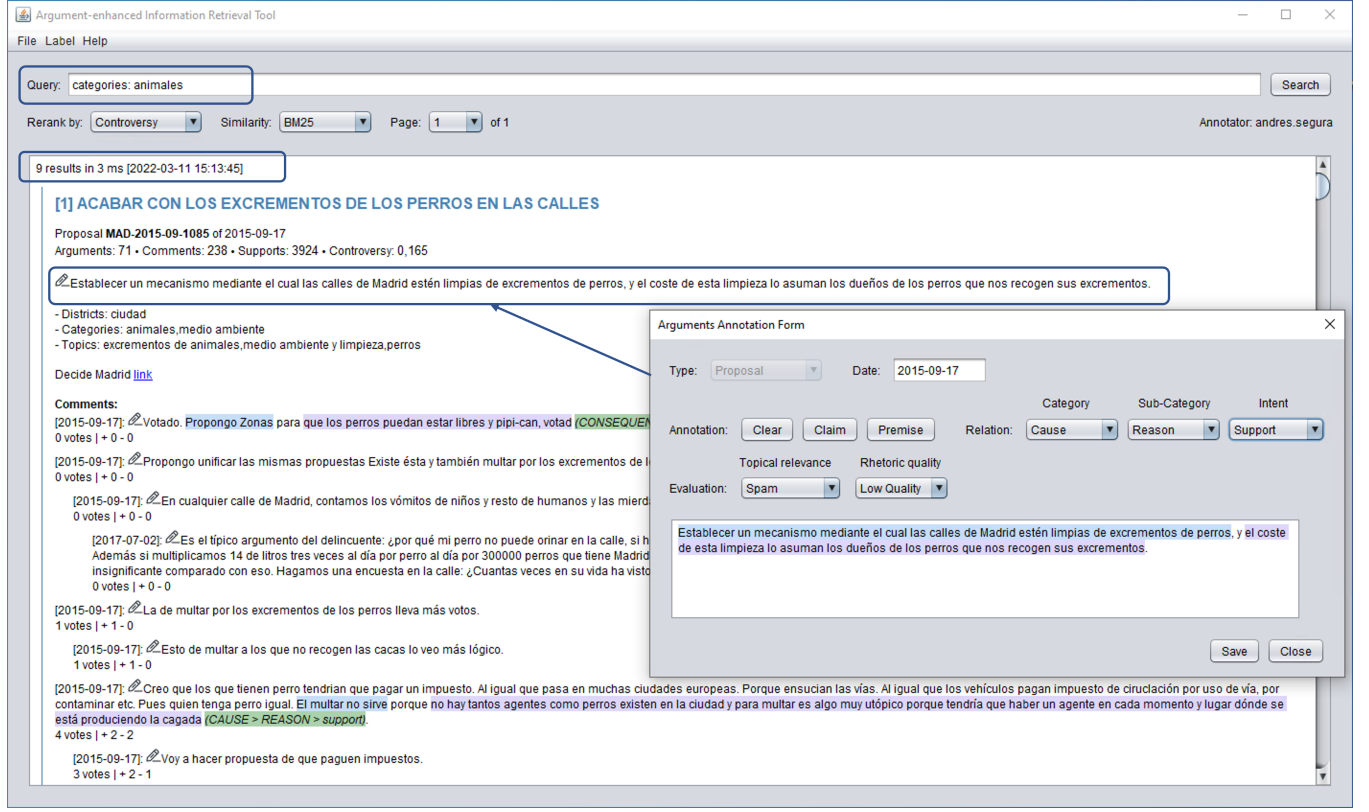 Argument-enhanced Information Retrieval Tool
File Label Help
Query: categories: animales Search
Rerank by: Controversy Similarity: BM25 Page: 1 of 1 Annotator: andres.segura
9 results in 3 ms [2022-03-11 15:13:45]
[1] ACABAR CON LOS EXCREMENTOS DE LOS PERROS EN LAS CALLES
Proposal MAD-2015-09-1085 of 2015-09-17
Arguments: 71 • Comments: 238 • Supports: 3924 • Controversy: 0,165
Establecer un mecanismo mediante el cual las calles de Madrid estén limpias de excrementos de perros, y el coste de esta limpieza lo asuman los dueños de los perros que nos recogen sus excrementos.
- Districts: ciudad
- Categories: animales,medio ambiente
- Topics: excrementos de animales,medio ambiente y limpieza,perros
Decide Madrid link
Comments:
[2015-09-17]: Votado. Propongo Zonas para que los perros puedan estar libres y pipi-can, votad (CONSEQUEN
0 votes | + 0 - 0
[2015-09-17]: Propongo unificar las mismas propuestas Existe ésta y también multar por los excrementos de l
0 votes | + 0 - 0
[2015-09-17]: En cualquier calle de Madrid, contamos los vómitos de niños y resto de humanos y las mierd
0 votes | + 0 - 0
[2017-07-02]: Es el típico argumento del delincuente: ¿por qué mi perro no puede orinar en la calle, si h
Además si multiplicamos 14 de litros tres veces al día por perro al día por 300000 perros que tiene Madrid
insignificante comparado con eso. Hagamos una encuesta en la calle: ¿Cuantas veces en su vida ha visto
0 votes | + 0 - 0
[2015-09-17]: La de multar por los excrementos de los perros lleva más votos.
1 votes | + 1 - 0
[2015-09-17]: Esto de multar a los que no recogen las cacas lo veo más lógico.
1 votes | + 1 - 0
[2015-09-17]: Creo que los que tienen perro tendrian que pagar un impuesto. Al igual que pasa en muchas ciudades europeas. Porque ensucian las vías. Al igual que los vehículos pagan impuesto de ciruclación por uso de vía, por
contaminar etc. Pues quien tenga perro igual. El multar no sirve porque no hay tantos agentes como perros existen en la ciudad y para multar es algo muy utópico porque tendría que haber un agente en cada momento y lugar dónde se
está produciendo la cagada (CAUSE > REASON > support).
4 votes | + 2 - 2
[2015-09-17]: Voy a hacer propuesta de que paguen impuestos.
3 votes | + 2 - 1
Arguments Annotation Form
Type: Proposal Date: 2015-09-17
Category Sub-Category Intent
Annotation: Clear Claim Premise Relation: Cause Reason Support
Topical relevance Rhetoric quality
Evaluation: Spam Low Quality
Establecer un mecanismo mediante el cual las calles de Madrid estén limpias de excrementos de perros, y el coste
de esta limpieza lo asuman los dueños de los perros que nos recogen sus excrementos.
Save Close